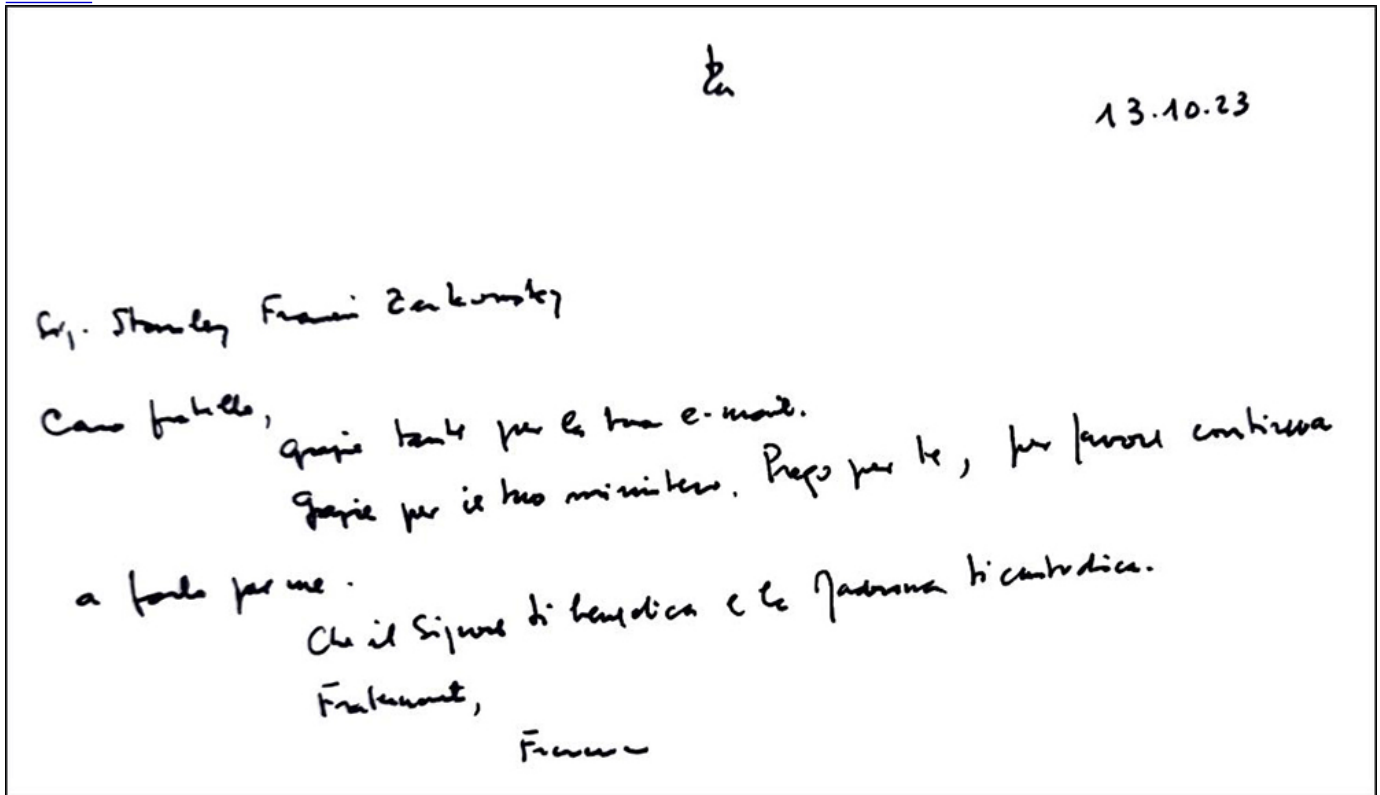 13.10.23
Sig. Stanley Francis
Caro fratello,
grazie tante per la tua e-mail.
Grazie per il tuo ministero. Prego per te, per favore continua
a farlo per me.
Che il Signore ti benedica e la Madonna ti custodisca.
Fraternamente,